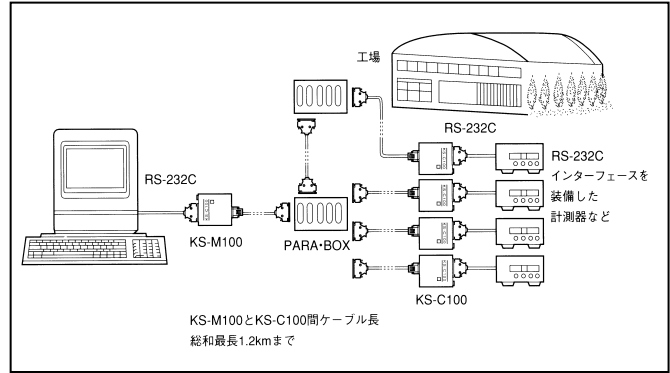 工場
RS-232C
RS-232C
RS-232C
インターフェースを
装備した
計測器など
KS-M100
PARA・BOX
KS-C100
KS-M100とKS-C100間ケーブル長
総和最長1.2kmまで